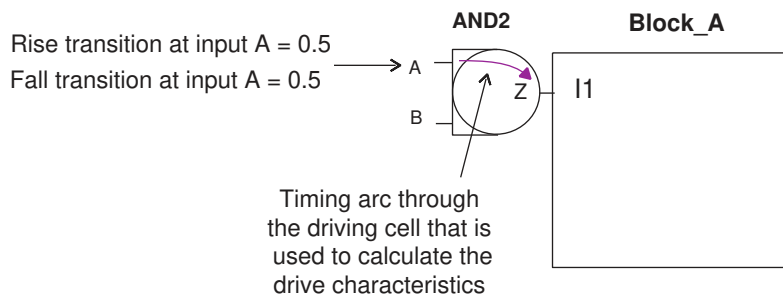 AND2
Block_A
Rise transition at input A = 0.5
Fall transition at input A = 0.5
A
Z
I1
B
Timing arc through
the driving cell that is
used to calculate the
drive characteristics